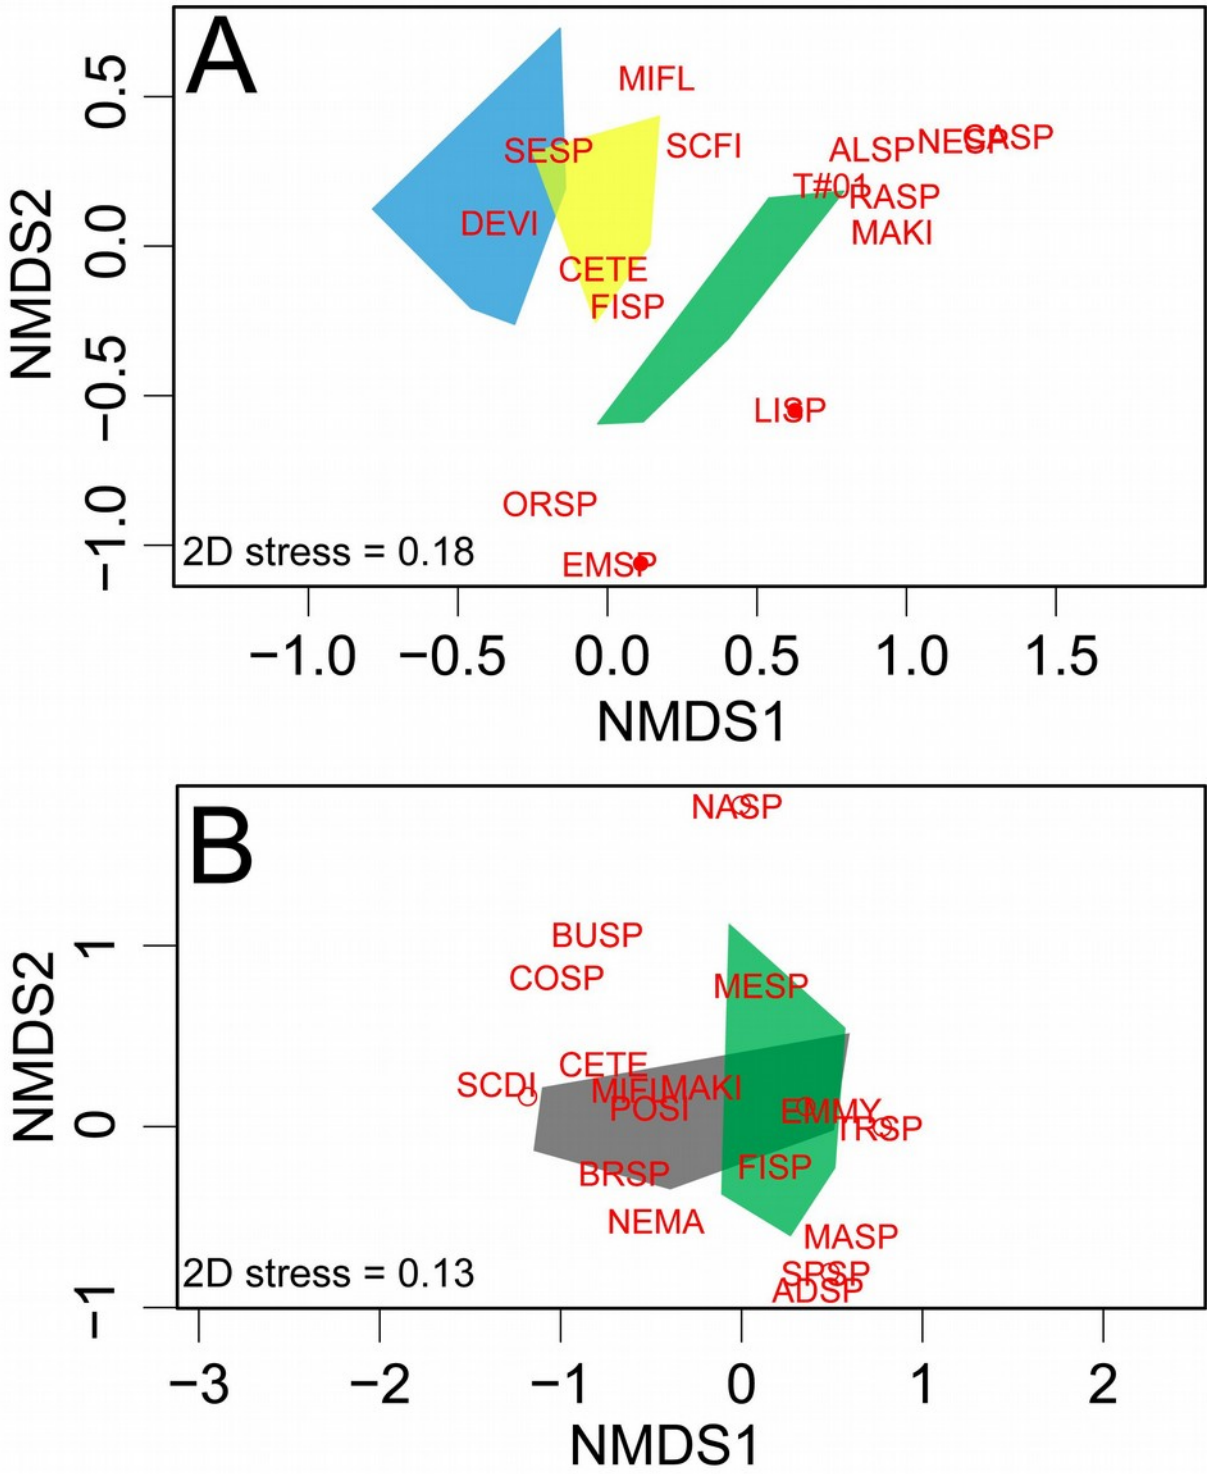 A
MIFL
SCFI
SESP
ALSP
NESP
CASP
T#01
RASP
DEVI
MAKI
CETE
FISP
LISP
ORSP
EMSP
2D stress = 0.18
0.5
0.0
−0.5
−1.0
NMDS2
−1.0 −0.5 0.0 0.5 1.0 1.5
NMDS1
B
NASP
BUSP
COSP
MESP
CETE
SCDI
MIFL
MAKI
POSI
EMMY
TRSP
BRSP
FISP
NEMA
MASP
SPSP
ADSP
2D stress = 0.13
1
0
−1
NMDS2
−3 −2 −1 0 1 2
NMDS1